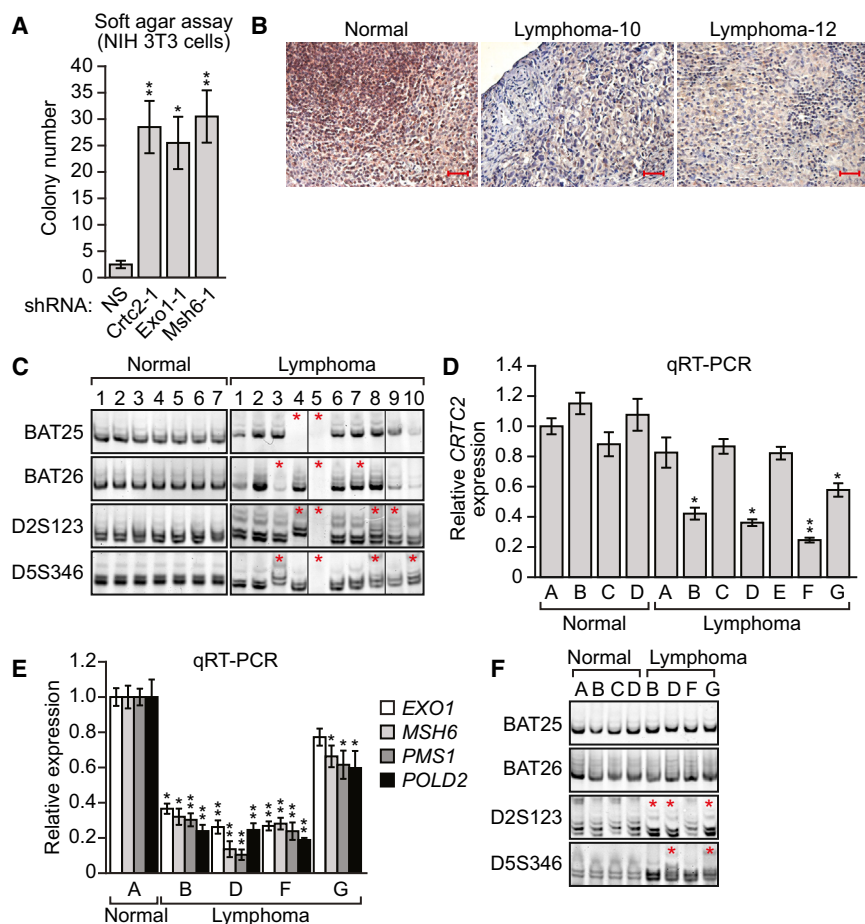 A
Soft agar assay
(NIH 3T3 cells)
Colony number
40
35
30
25
20
15
10
5
0
**
*
**
shRNA:
NS
Crtc2-1
Exo1-1
Msh6-1
B
Normal
Lymphoma-10
Lymphoma-12
C
Normal
Lymphoma
1 2 3 4 5 6 7 1 2 3 4 5 6 7 8 9 10
BAT25
* *
BAT26
* * *
D2S123
* * * *
D5S346
* * * *
D
qRT-PCR
Relative CRTC2
expression
1.4
1.2
1.0
0.8
0.6
0.4
0.2
0
* * ** *
A B C D A B C D E F G
Normal
Lymphoma
E
qRT-PCR
Relative expression
1.2
1.0
0.8
0.6
0.4
0.2
0
EXO1
MSH6
PMS1
POLD2
* * ** ** ** ** ** ** ** ** ** ** * * *
A B D F G
Normal
Lymphoma
F
Normal
Lymphoma
A B C D B D F G
BAT25
BAT26
D2S123
* * *
D5S346
* *